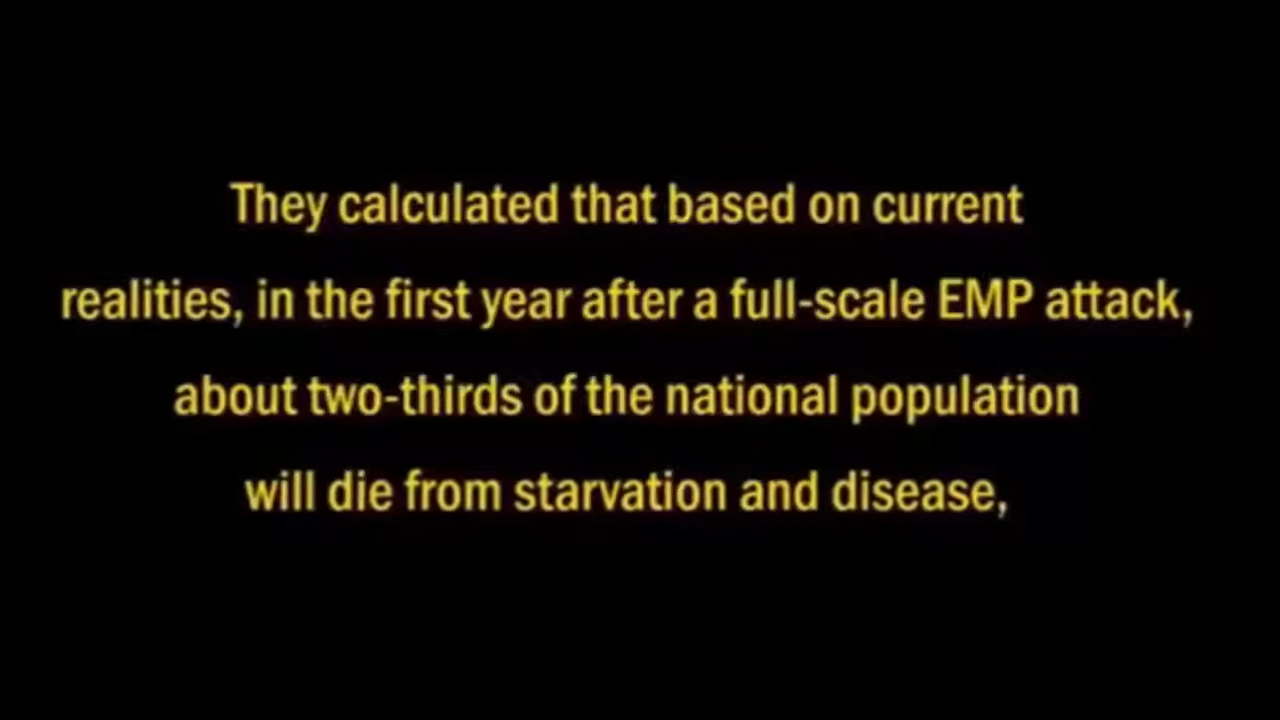 They calculated that based on current
realities, in the first year after a full-scale EMP attack,
about two-thirds of the national population
will die from starvation and disease,